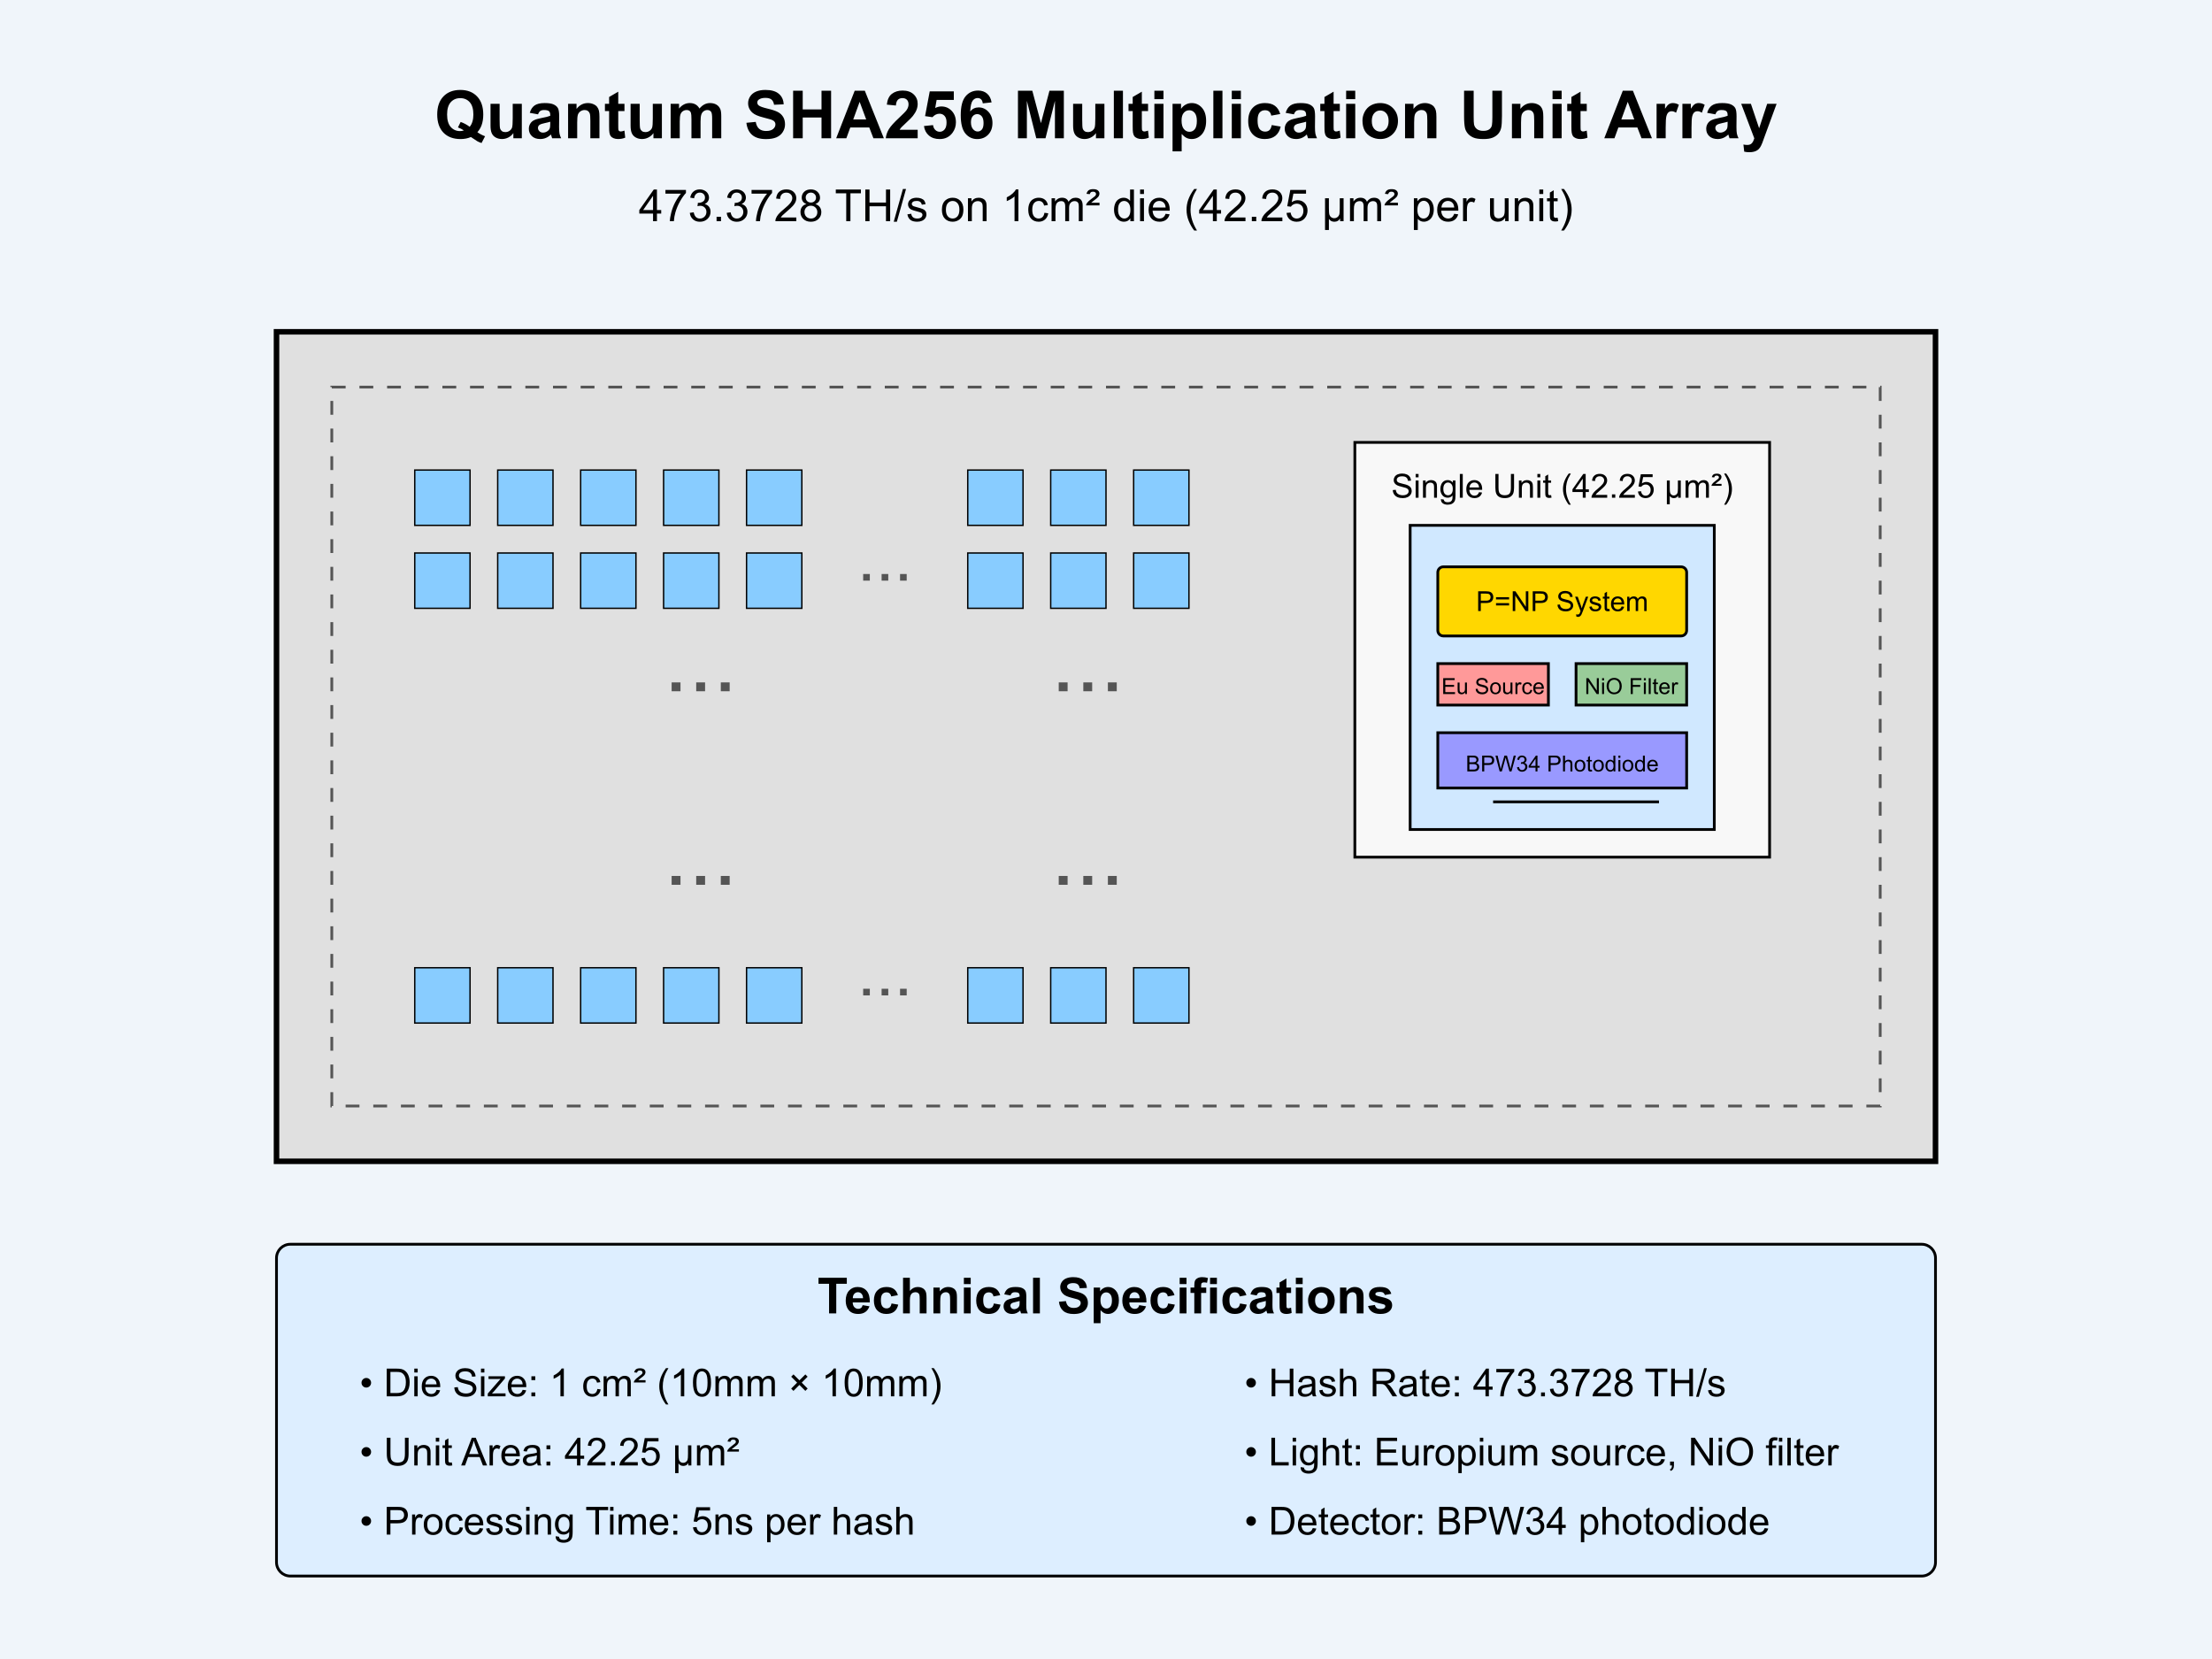 Quantum SHA256 Multiplication Unit Array
473.3728 TH/s on 1cm² die (42.25 µm² per unit)
Single Unit (42.25 µm²)
P=NP System
Eu Source
NiO Filter
BPW34 Photodiode
...
...
...
...
...
...
Technical Specifications
• Die Size: 1 cm² (10mm × 10mm)
• Unit Area: 42.25 µm²
• Processing Time: 5ns per hash
• Hash Rate: 473.3728 TH/s
• Light: Europium source, NiO filter
• Detector: BPW34 photodiode